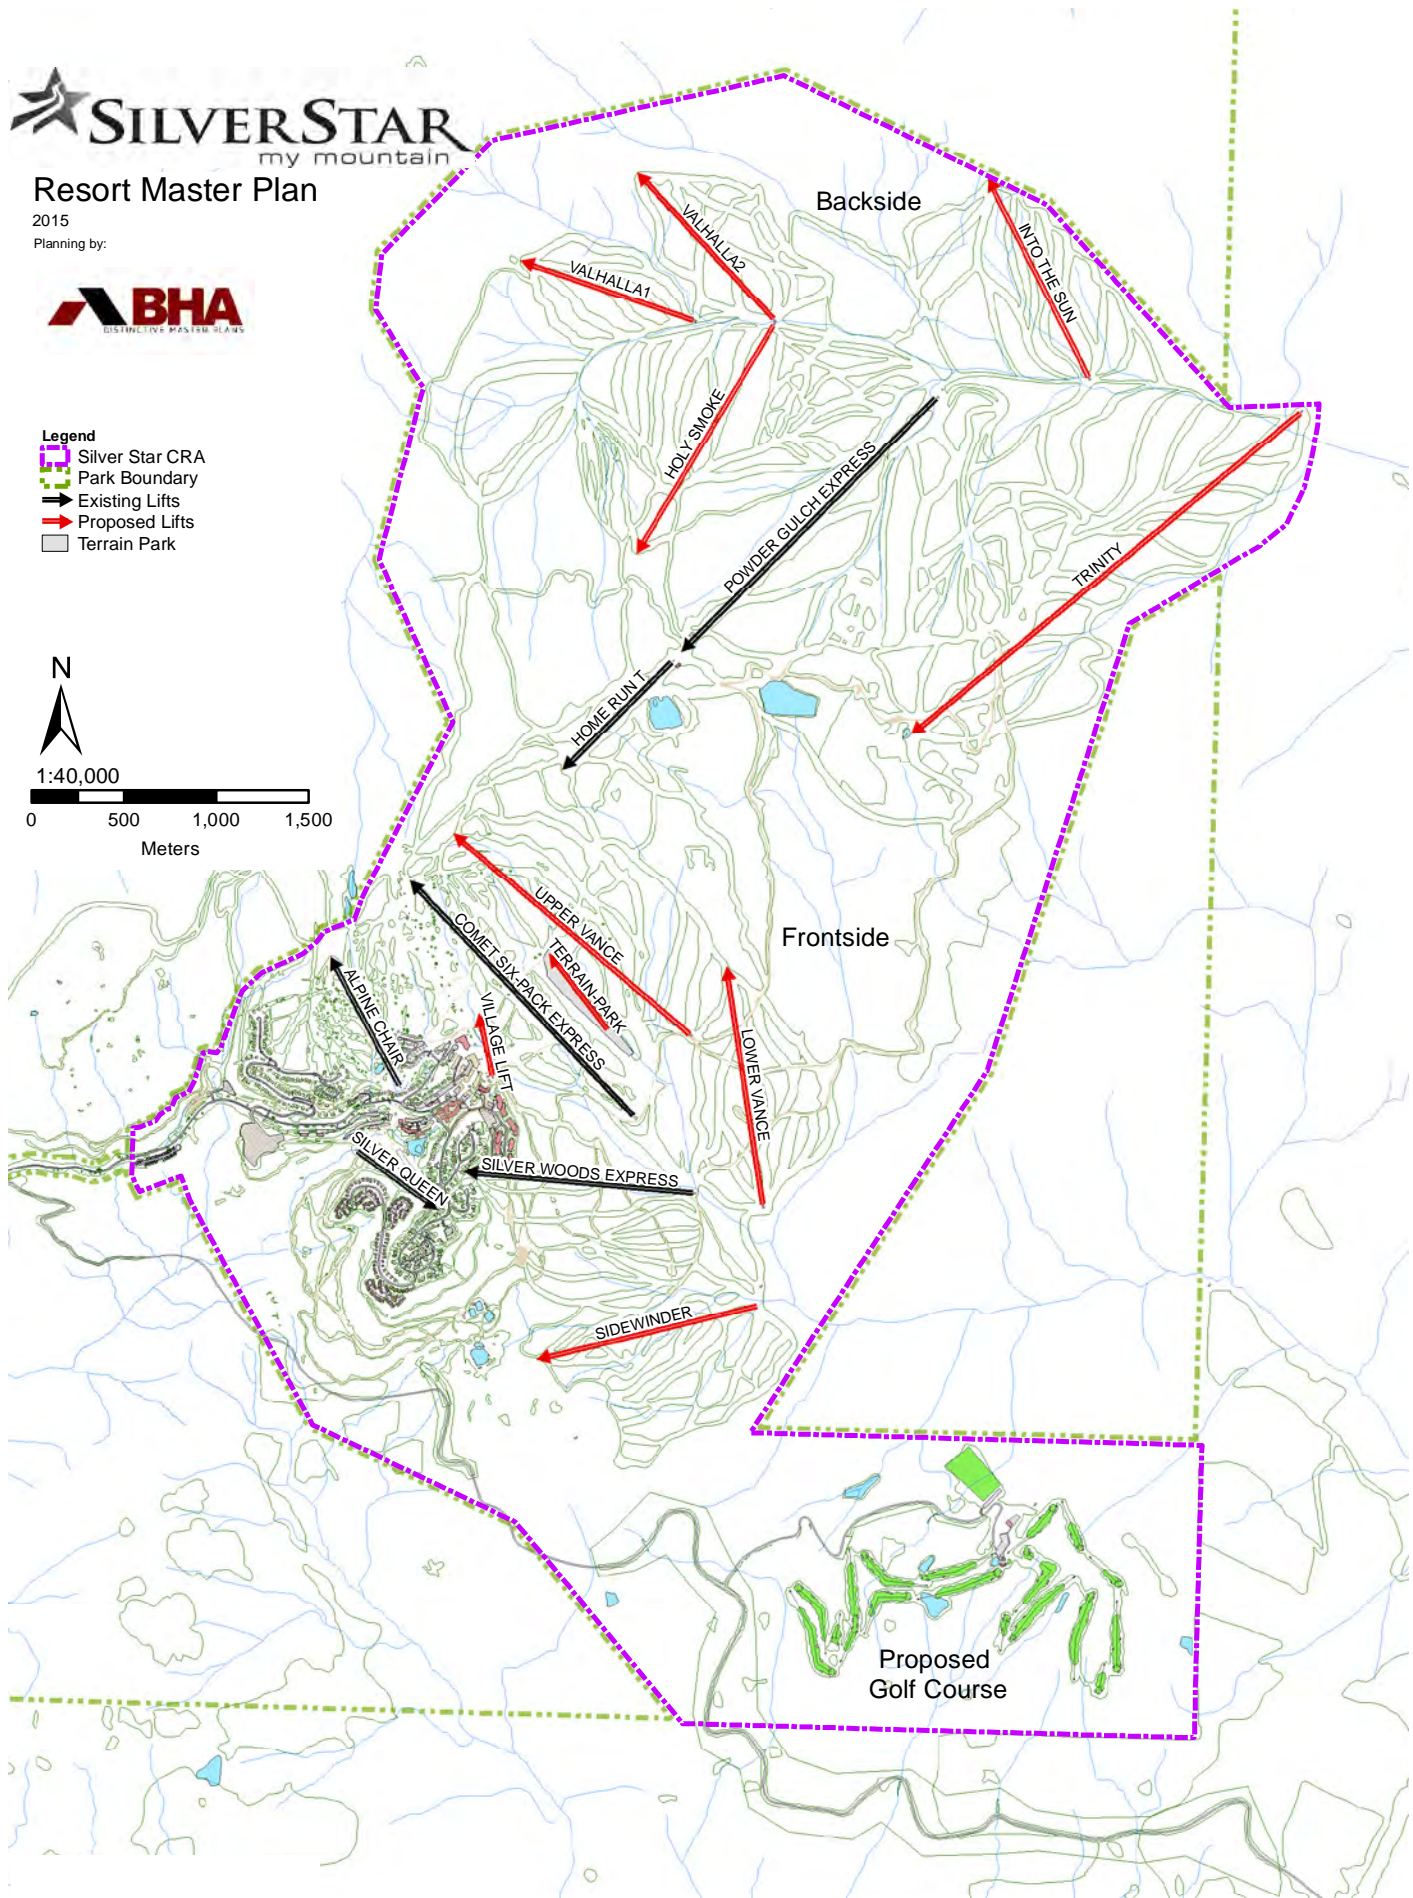 SILVERSTAR
my mountain
Resort Master Plan
2015
Planning by:
BHA
DISTINCTIVE MASTER PLANS
Legend
Silver Star CRA
Park Boundary
Existing Lifts
Proposed Lifts
Terrain Park
N
1:40,000
0 500 1,000 1,500
Meters
Backside
VALHALLA2
VALHALLA1
INTO THE SUN
HOLY SMOKE
POWDER GULCH EXPRESS
TRINITY
HOME RUN T
UPPER VANCE
COMET SIX-PACK EXPRESS
TERRAIN-PARK
Frontside
ALPINE CHAIR
VILLAGE LIFT
LOWER VANCE
SILVER QUEEN
SILVER WOODS EXPRESS
SIDEWINDER
Proposed
Golf Course